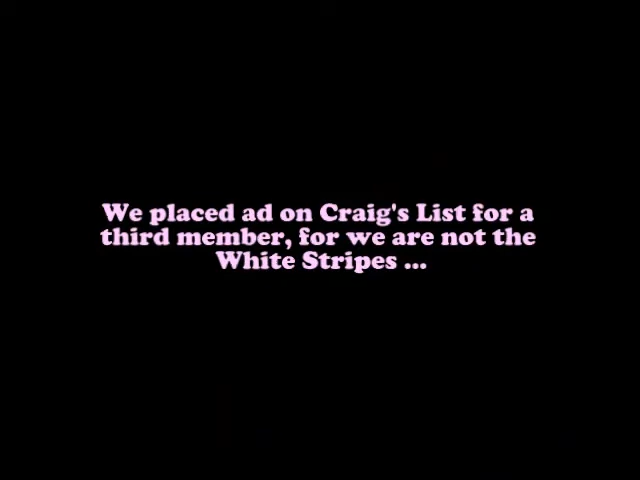 We placed ad on Craig's List for a
third member, for we are not the
White Stripes ...